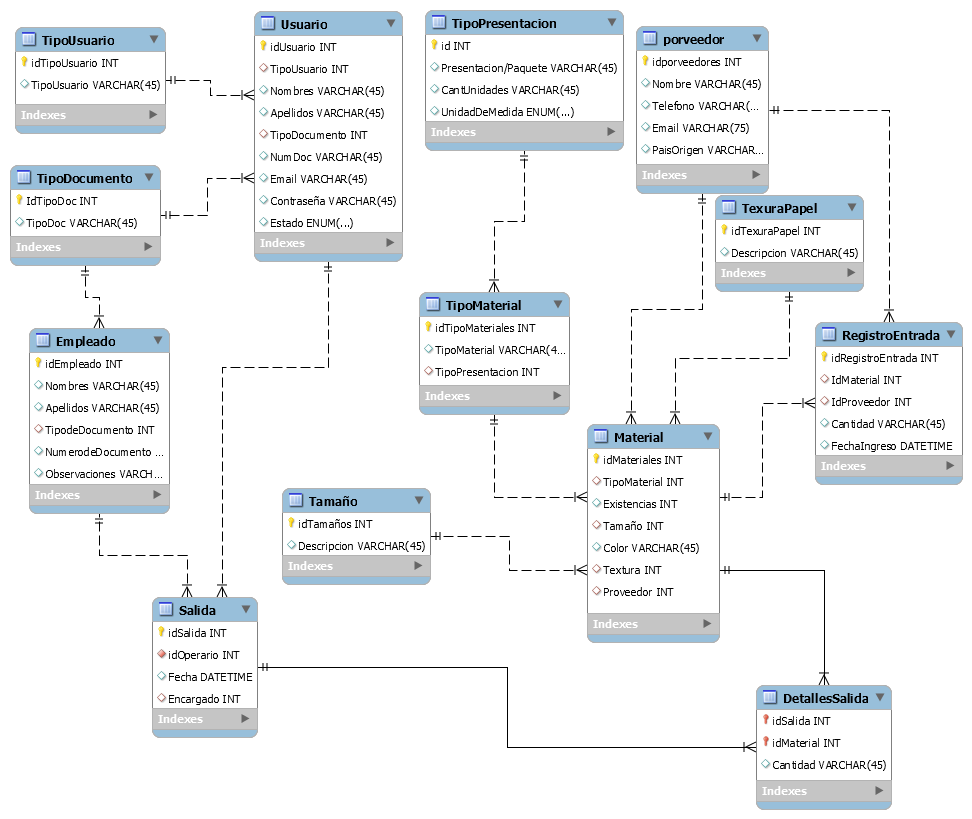 TipoUsuario
idTipoUsuario INT
TipoUsuario VARCHAR(45)
Indexes
Usuario
idUsuario INT
TipoUsuario INT
Nombres VARCHAR(45)
Apellidos VARCHAR(45)
TipoDocumento INT
NumDoc VARCHAR(45)
Email VARCHAR(45)
Contraseña VARCHAR(45)
Estado ENUM(...)
Indexes
TipoPresentacion
id INT
Presentacion/Paquete VARCHAR(45)
CantUnidades VARCHAR(45)
UnidadDeMedida ENUM(...)
Indexes
porveedor
idporveedores INT
Nombre VARCHAR(45)
Telefono VARCHAR(...
Email VARCHAR(75)
PaisOrigen VARCHAR...
Indexes
TipoDocumento
IdTipoDoc INT
TipoDoc VARCHAR(45)
Indexes
TexuraPapel
idTexuraPapel INT
Descripcion VARCHAR(45)
Indexes
Empleado
idEmpleado INT
Nombres VARCHAR(45)
Apellidos VARCHAR(45)
TipodeDocumento INT
NumerodeDocumento ...
Observaciones VARCH...
Indexes
TipoMaterial
idTipoMateriales INT
TipoMaterial VARCHAR(4...
TipoPresentacion INT
Indexes
RegistroEntrada
idRegistroEntrada INT
IdMaterial INT
IdProveedor INT
Cantidad VARCHAR(45)
FechaIngreso DATETIME
Indexes
Material
idMateriales INT
TipoMaterial INT
Existencias INT
Tamaño INT
Color VARCHAR(45)
Textura INT
Proveedor INT
Indexes
Tamaño
idTamaños INT
Descripcion VARCHAR(45)
Indexes
Salida
idSalida INT
idOperario INT
Fecha DATETIME
Encargado INT
Indexes
DetallesSalida
idSalida INT
idMaterial INT
Cantidad VARCHAR(45)
Indexes